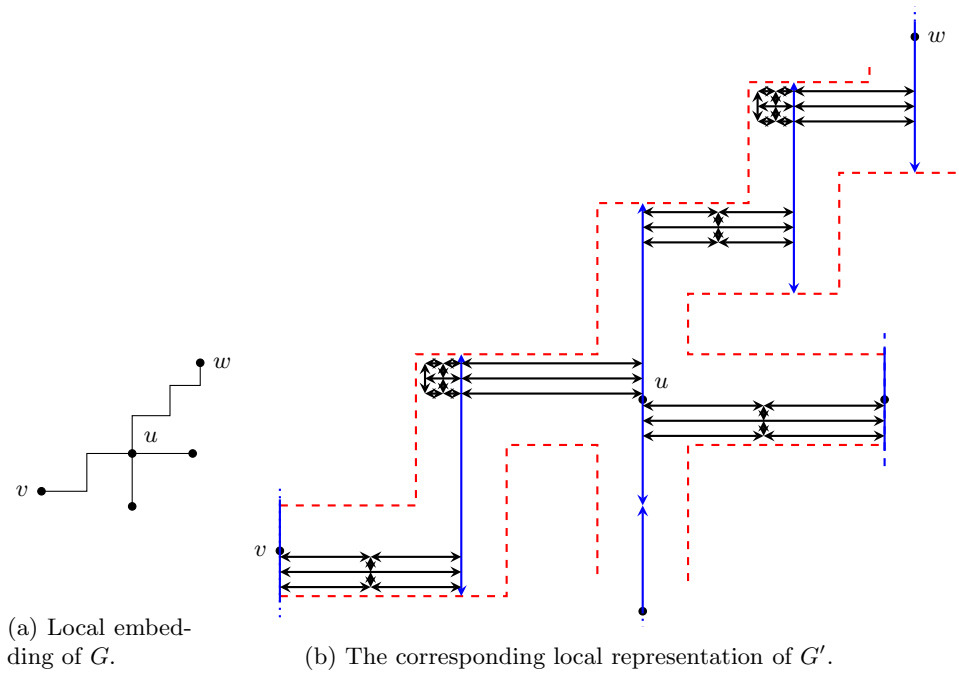 w
w
u
u
v
v
(a) Local embed-
ding of G.
(b) The corresponding local representation of G′.